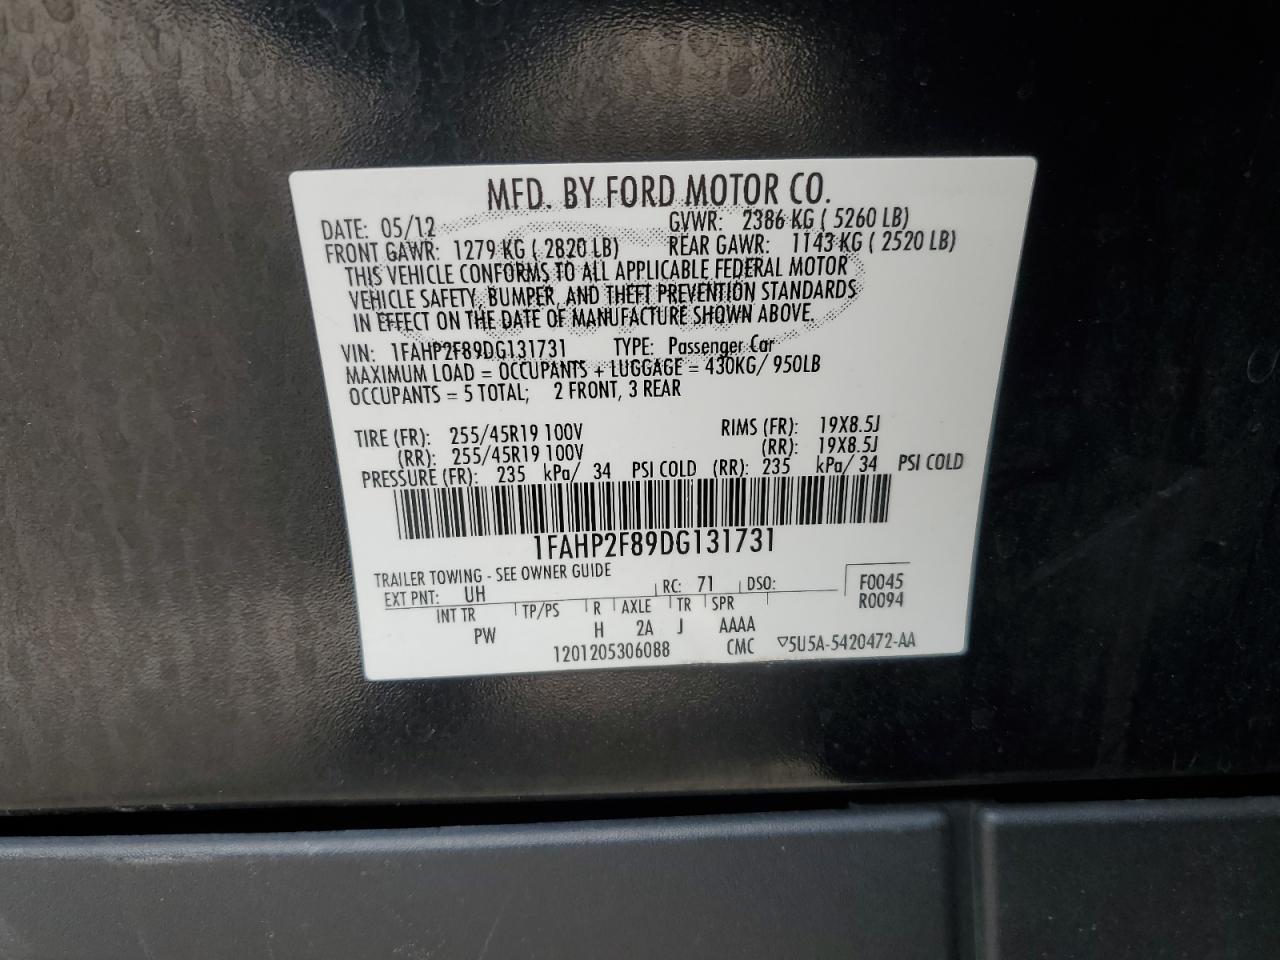 MFD. BY FORD MOTOR CO.
DATE: 05/12 GVWR: 2386 KG ( 5260 LB)
FRONT GAWR: 1279 KG ( 2820 LB) REAR GAWR: 1143 KG ( 2520 LB)
THIS VEHICLE CONFORMS TO ALL APPLICABLE FEDERAL MOTOR
VEHICLE SAFETY, BUMPER, AND THEFT PREVENTION STANDARDS
IN EFFECT ON THE DATE OF MANUFACTURE SHOWN ABOVE.
VIN: 1FAHP2F89DG131731 TYPE: Passenger Car
MAXIMUM LOAD = OCCUPANTS + LUGGAGE = 430KG/ 950LB
OCCUPANTS = 5 TOTAL; 2 FRONT, 3 REAR
TIRE (FR): 255/45R19 100V RIMS (FR): 19X8.5J
(RR): 255/45R19 100V (RR): 19X8.5J
PRESSURE (FR): 235 kPa/ 34 PSI COLD (RR): 235 kPa/ 34 PSI COLD
1FAHP2F89DG131731
TRAILER TOWING - SEE OWNER GUIDE
EXT PNT: UH RC: 71 DSO: F0045
R0094
INT TR TP/PS R AXLE TR SPR
PW H 2A J AAAA
1201205306088 CMC ▽5U5A-5420472-AA